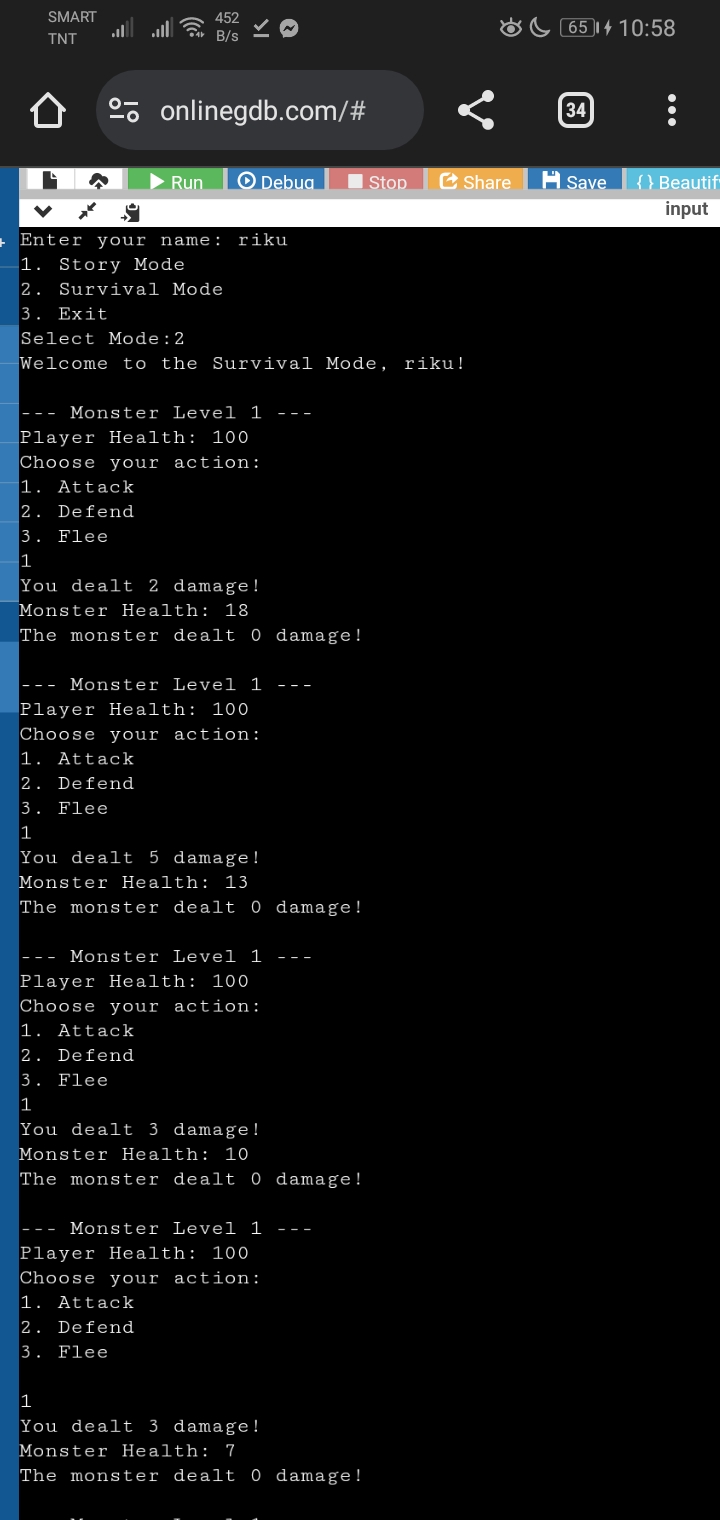 SMART
TNT
452
B/s
65
10:58
onlinegdb.com/#
34
Run
Debug
Stop
Share
Save
{ } Beautif
input
Enter your name: riku
1. Story Mode
2. Survival Mode
3. Exit
Select Mode:2
Welcome to the Survival Mode, riku!
--- Monster Level 1 ---
Player Health: 100
Choose your action:
1. Attack
2. Defend
3. Flee
1
You dealt 2 damage!
Monster Health: 18
The monster dealt 0 damage!
--- Monster Level 1 ---
Player Health: 100
Choose your action:
1. Attack
2. Defend
3. Flee
1
You dealt 5 damage!
Monster Health: 13
The monster dealt 0 damage!
--- Monster Level 1 ---
Player Health: 100
Choose your action:
1. Attack
2. Defend
3. Flee
1
You dealt 3 damage!
Monster Health: 10
The monster dealt 0 damage!
--- Monster Level 1 ---
Player Health: 100
Choose your action:
1. Attack
2. Defend
3. Flee
1
You dealt 3 damage!
Monster Health: 7
The monster dealt 0 damage!